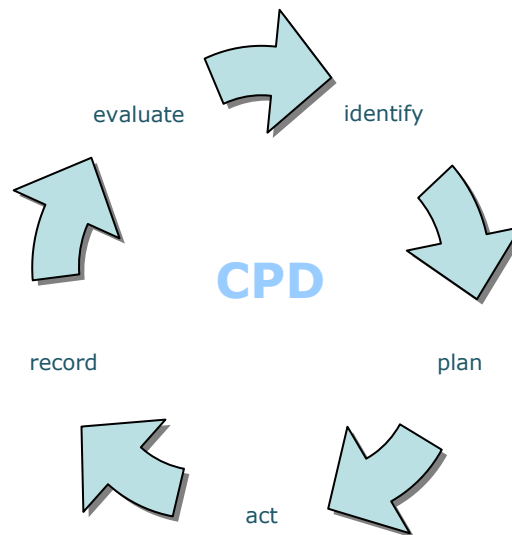 evaluate
identify
CPD
record
plan
act